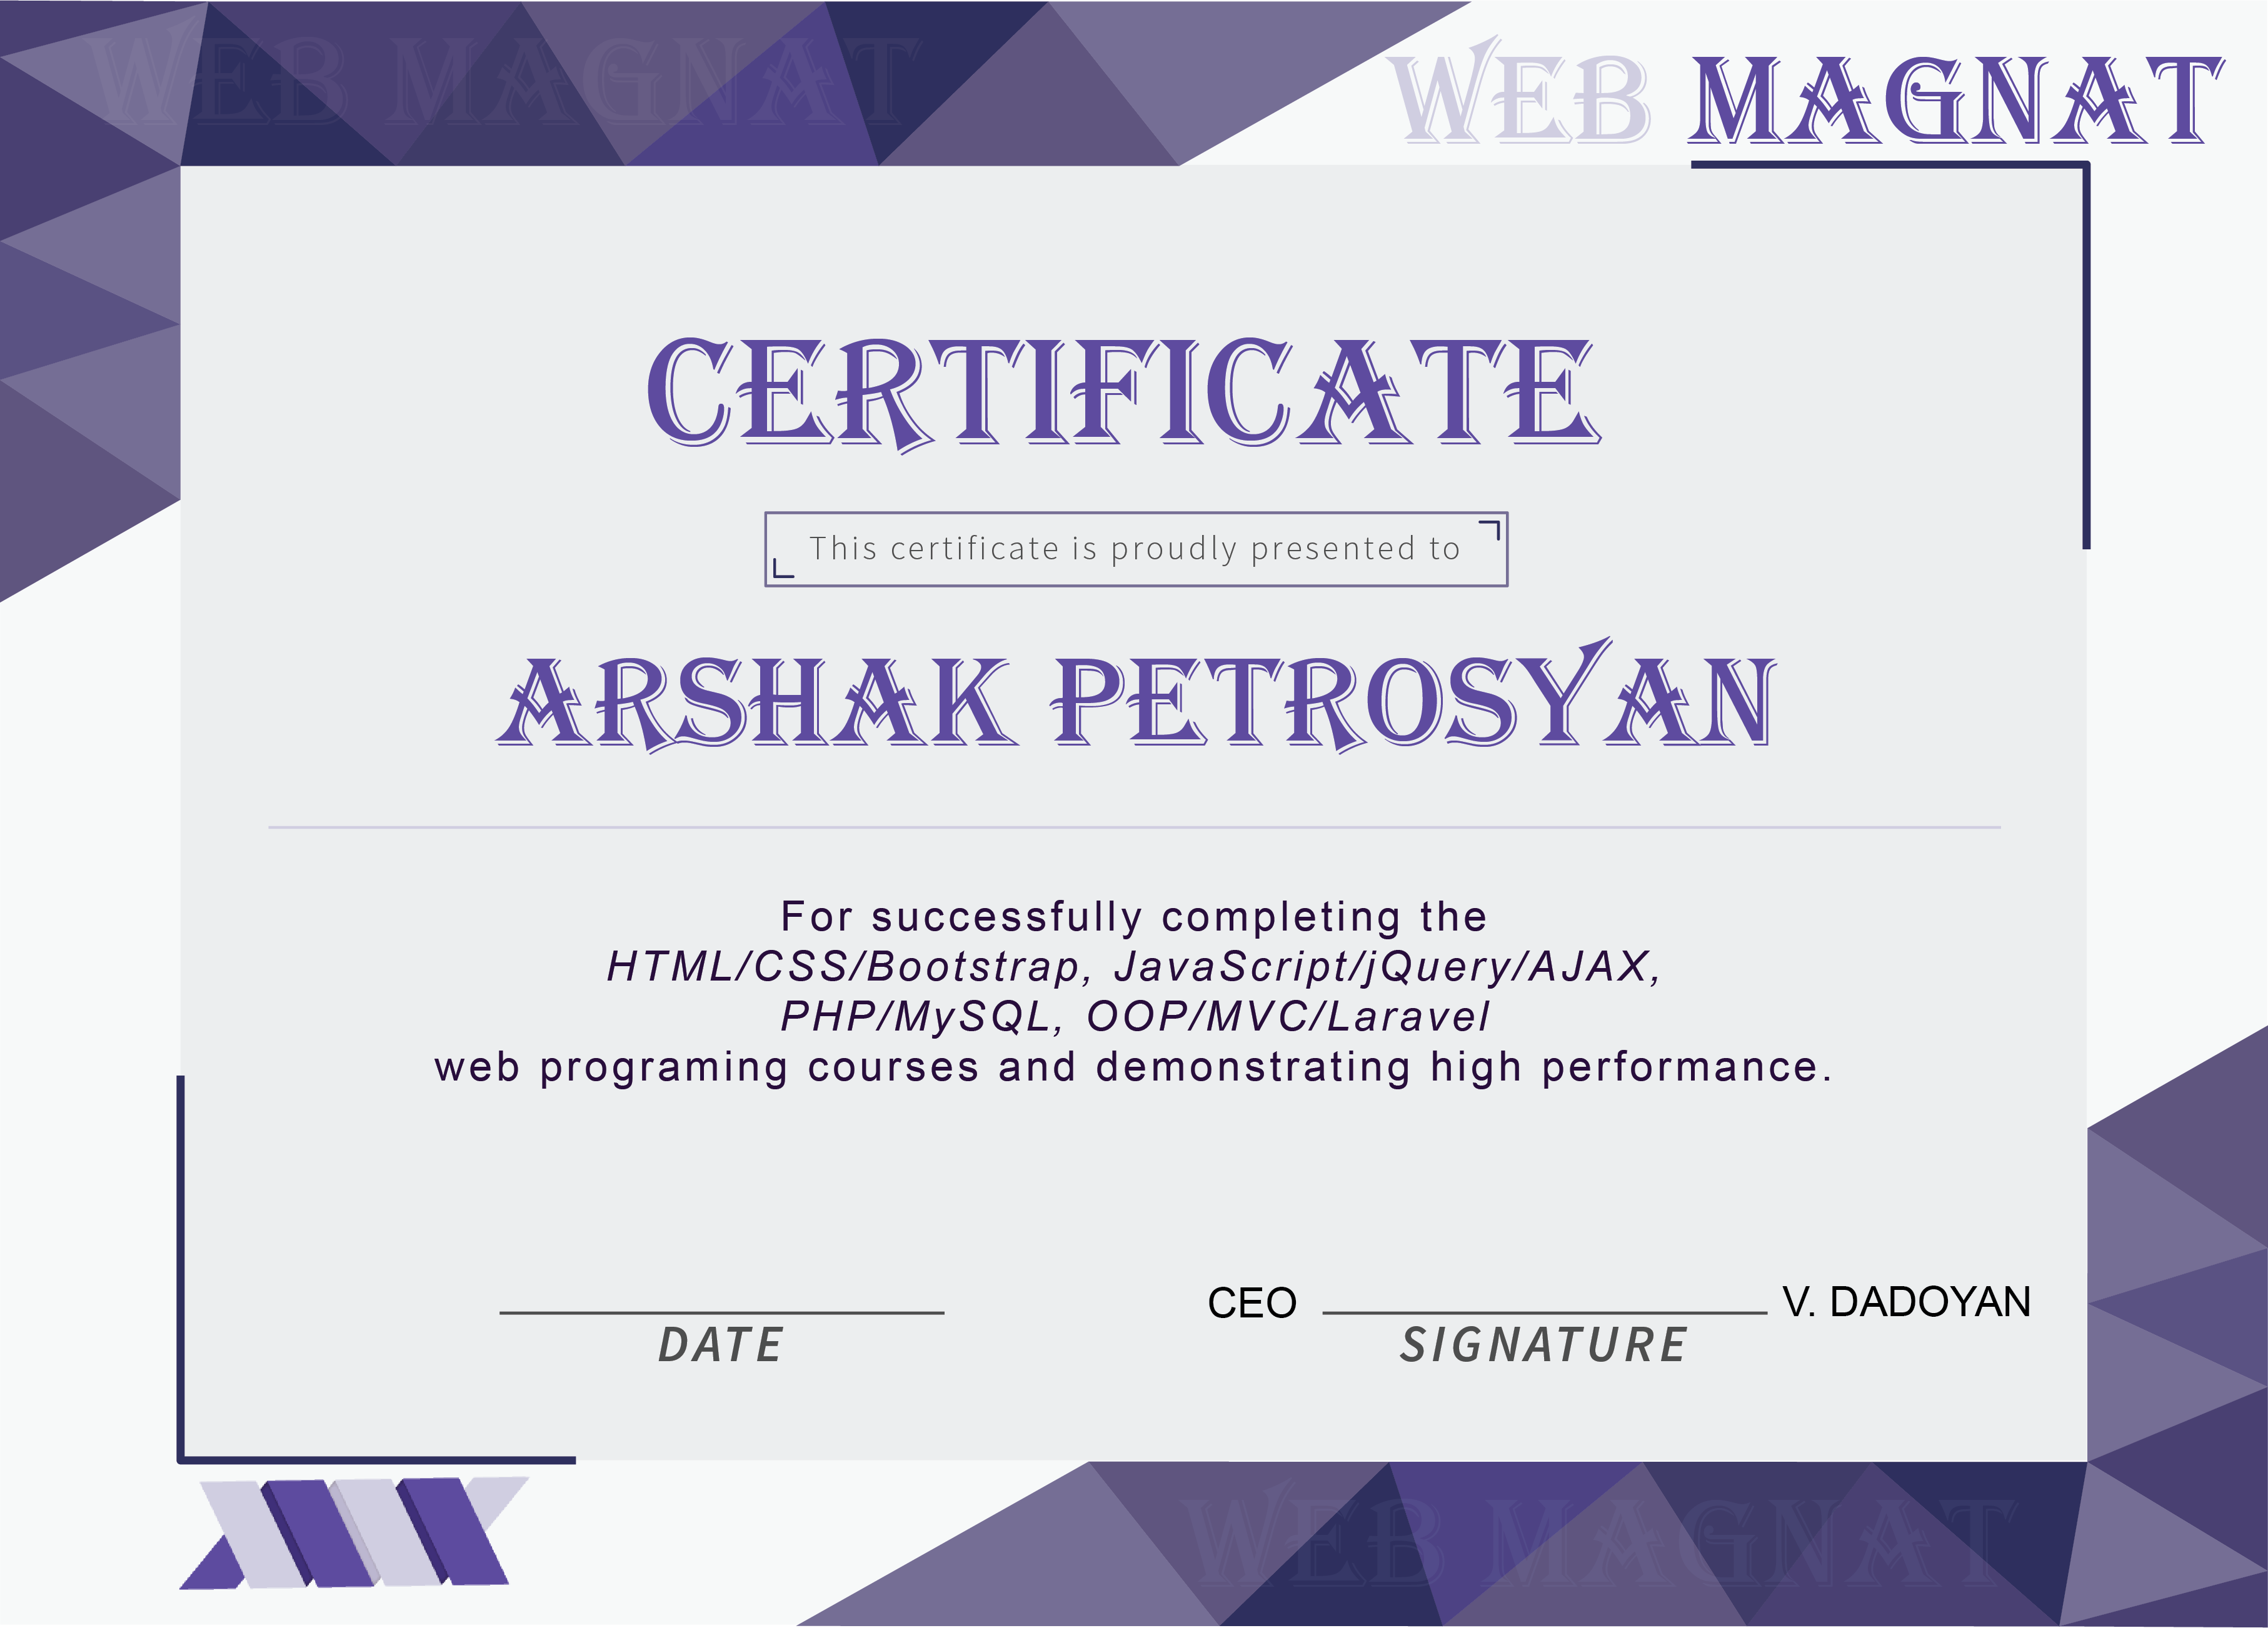 WEB MAGNAT
WEB MAGNAT
CERTIFICATE
This certificate is proudly presented to
ARSHAK PETROSYAN
For successfully completing the
HTML/CSS/Bootstrap, JavaScript/jQuery/AJAX,
PHP/MySQL, OOP/MVC/Laravel
web programing courses and demonstrating high performance.
CEO
V. DADOYAN
DATE
SIGNATURE
WEB MAGNAT